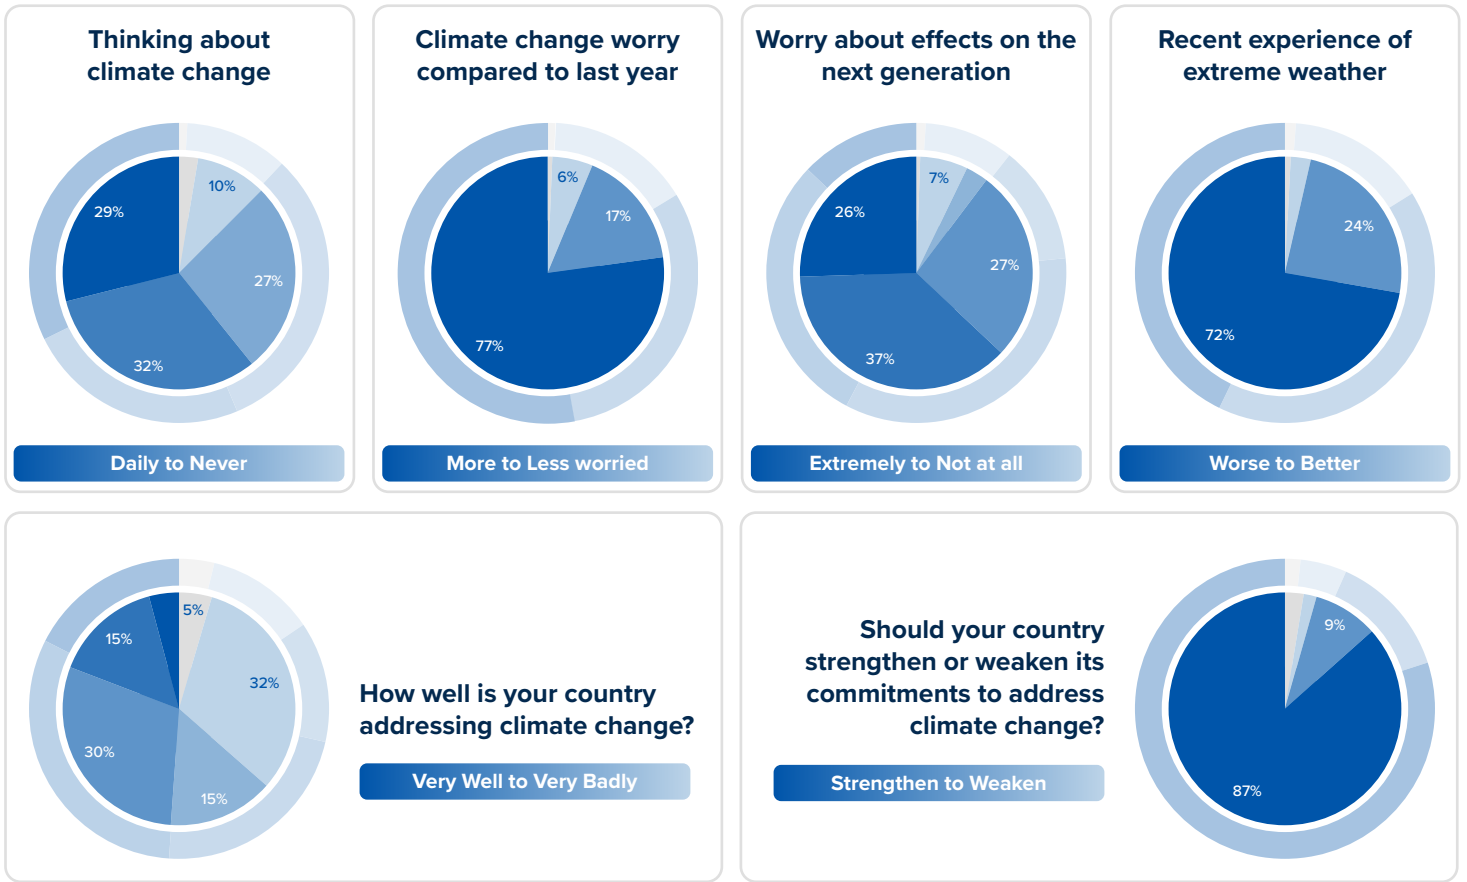 Thinking about
climate change
10%
29%
27%
32%
Daily to Never
Climate change worry
compared to last year
6%
17%
77%
More to Less worried
Worry about effects on the
next generation
7%
26%
27%
37%
Extremely to Not at all
Recent experience of
extreme weather
24%
72%
Worse to Better
5%
15%
32%
30%
15%
How well is your country
addressing climate change?
Very Well to Very Badly
Should your country
strengthen or weaken its
commitments to address
climate change?
Strengthen to Weaken
9%
87%